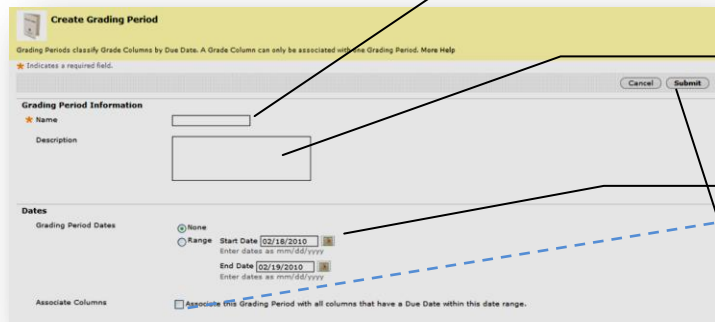 Create Grading Period
Grading Periods classify Grade Columns by Due Date. A Grade Column can only be associated with one Grading Period. More Help
Indicates a required field.
Cancel Submit
Grading Period Information
Name
Description
Dates
Grading Period Dates
None
Range Start Date 02/18/2010
Enter dates as mm/dd/yyyy
End Date 02/19/2010
Enter dates as mm/dd/yyyy
Associate Columns Associate this Grading Period with all columns that have a Due Date within this date range.